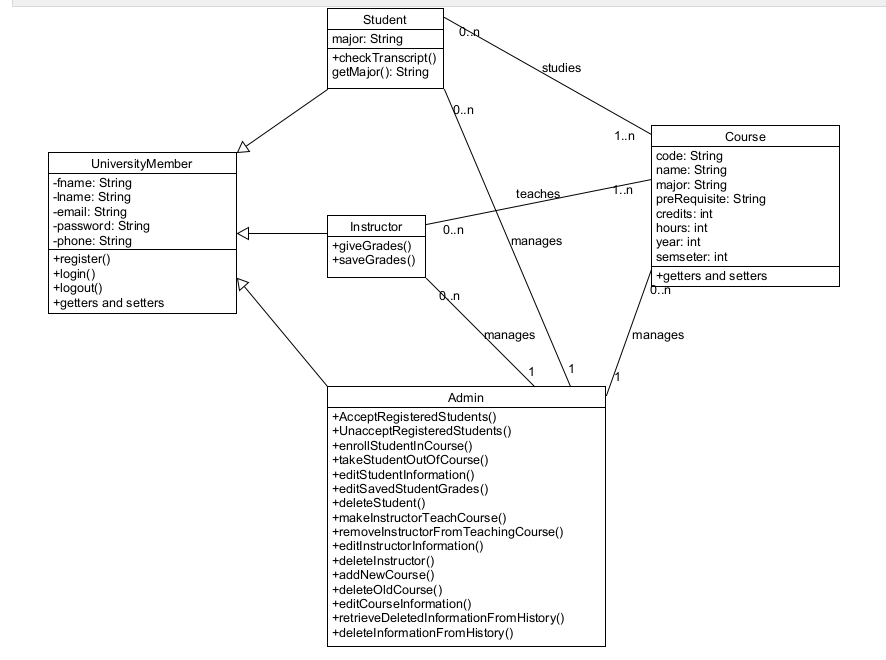 Student
major: String
+checkTranscript()
getMajor(): String
0..n
studies
1..n
0..n
Course
code: String
name: String
major: String
preRequisite: String
credits: int
hours: int
year: int
semseter: int
+getters and setters
UniversityMember
-fname: String
-lname: String
-email: String
-password: String
-phone: String
+register()
+login()
+logout()
+getters and setters
teaches
1..n
0..n
Instructor
+giveGrades()
+saveGrades()
manages
0..n
manages
1
1
0..n
manages
1
Admin
+AcceptRegisteredStudents()
+UnacceptRegisteredStudents()
+enrollStudentInCourse()
+takeStudentOutOfCourse()
+editStudentInformation()
+editSavedStudentGrades()
+deleteStudent()
+makeInstructorTeachCourse()
+removeInstructorFromTeachingCourse()
+editInstructorInformation()
+deleteInstructor()
+addNewCourse()
+deleteOldCourse()
+editCourseInformation()
+retrieveDeletedInformationFromHistory()
+deleteInformationFromHistory()